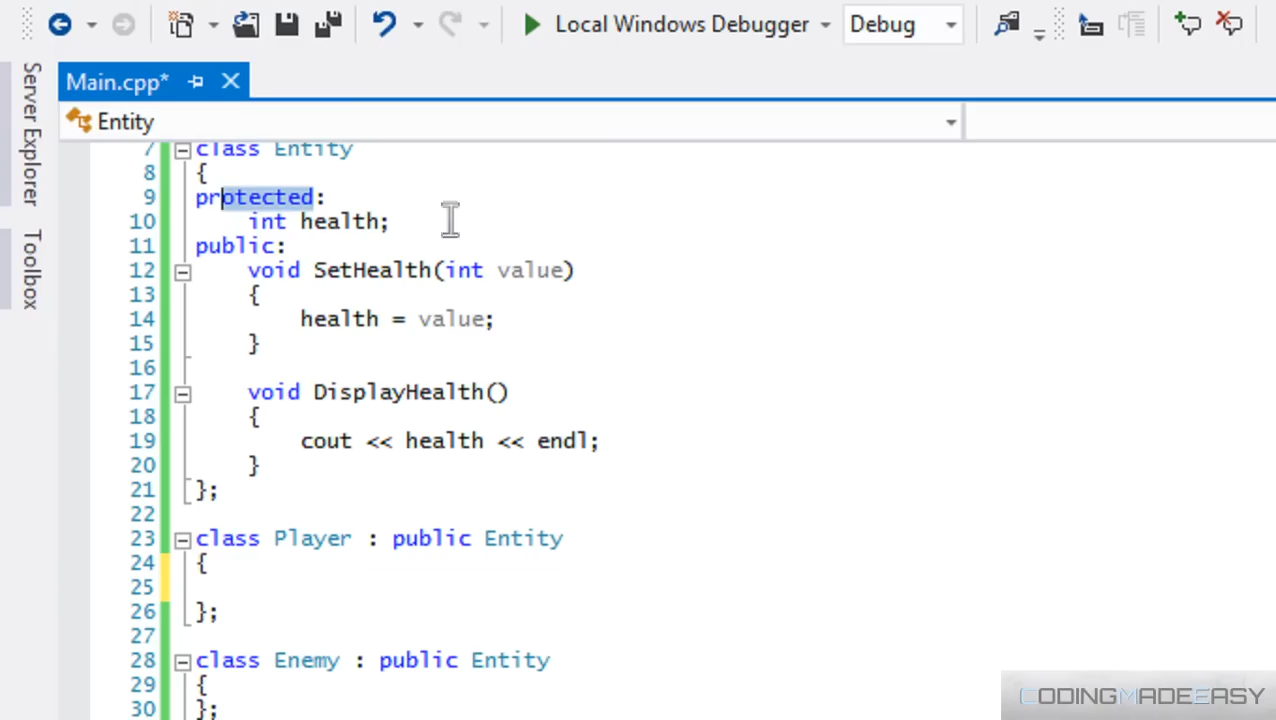 Local Windows Debugger Debug
Main.cpp*
Server Explorer
Toolbox
Entity
7 class Entity
8 {
9 protected:
10 int health;
11 public:
12 void SetHealth(int value)
13 {
14 health = value;
15 }
16
17 void DisplayHealth()
18 {
19 cout << health << endl;
20 }
21 };
22
23 class Player : public Entity
24 {
25
26 };
27
28 class Enemy : public Entity
29 {
30 };
CODINGMADEEASY